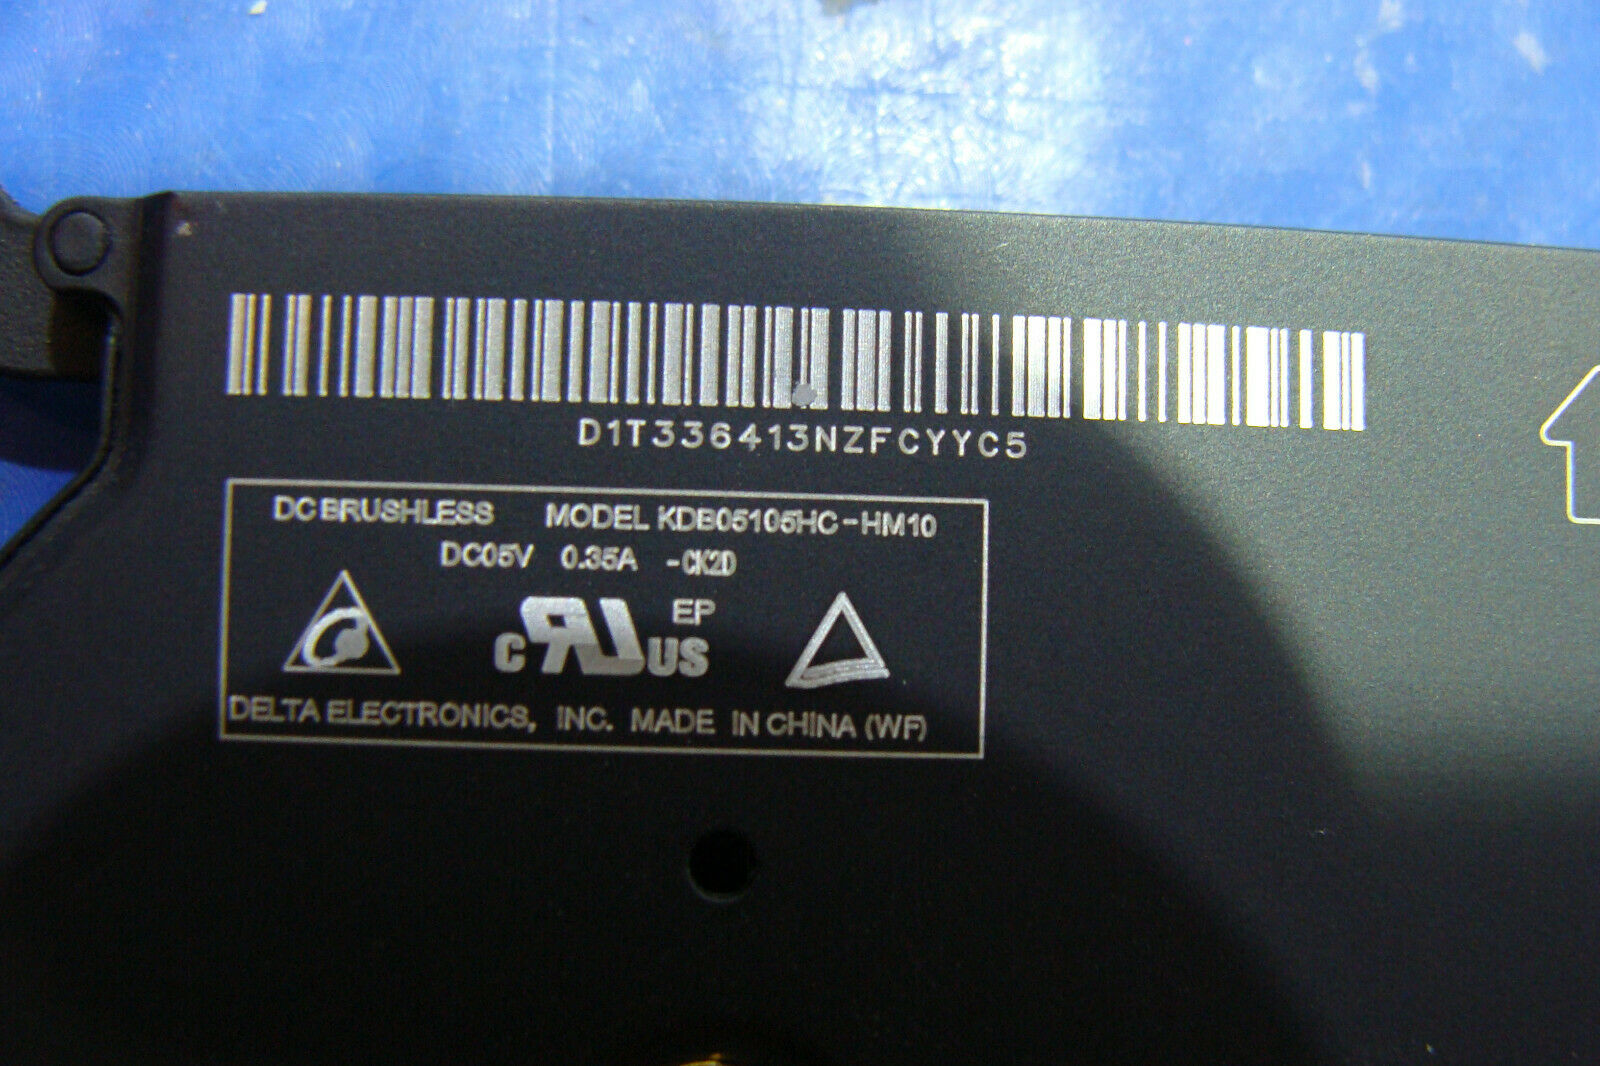 D1T336413NZFCYYC5
DC BRUSHLESS MODEL KDB05105HC-HM10
DC05V 0.35A -CK2D
c RU US EP
DELTA ELECTRONICS, INC. MADE IN CHINA (WF)